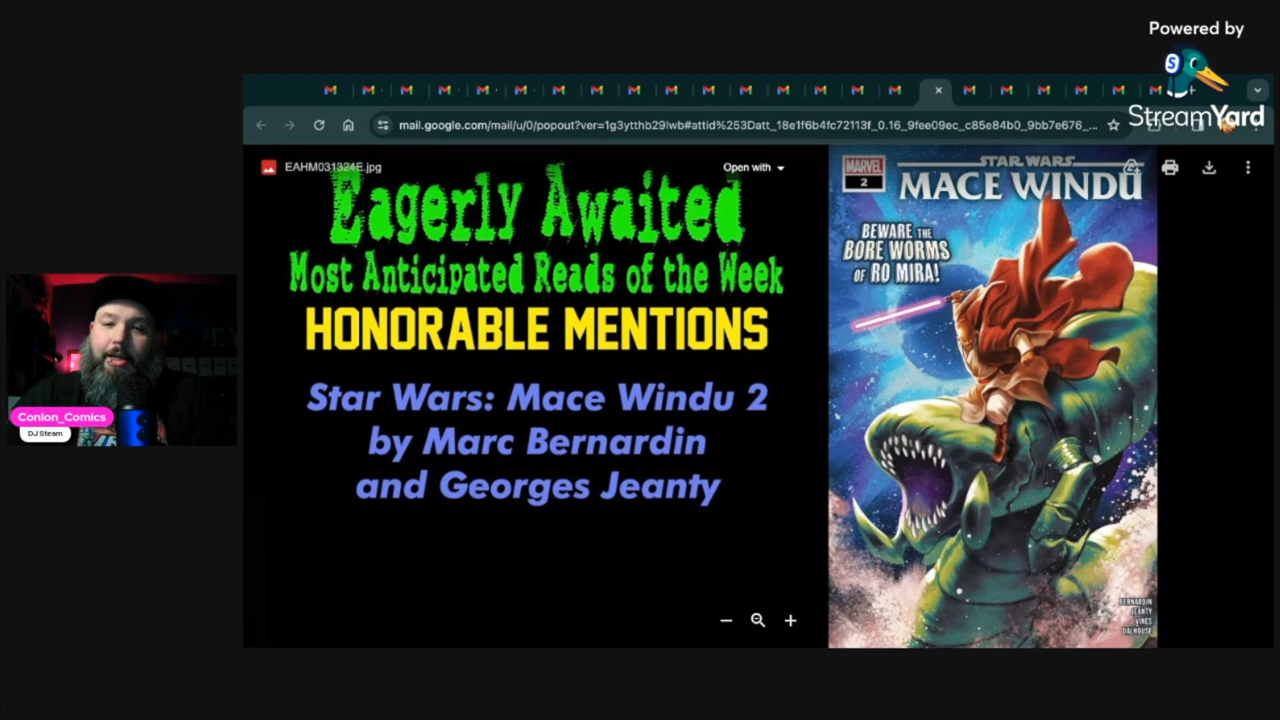 Powered by
S
StreamYard
mail.google.com/mail/u/0/popout?ver=1g3ytthb29lwb#attid%253Datt_18e1f6b4fc72113f_0.16_9fee09ec_c85e84b0_9bb7e676_...
EAHM031324E.jpg
Open with
Eagerly Awaited
Most Anticipated Reads of the Week
HONORABLE MENTIONS
Star Wars: Mace Windu 2
by Marc Bernardin
and Georges Jeanty
MARVEL
2
STAR WARS
MACE WINDU
BEWARE THE
BORE WORMS
OF RO MIRA!
BERNARDIN
JEANTY
VINES
DALHOUSE
Conlon_Comics
DJ Steam